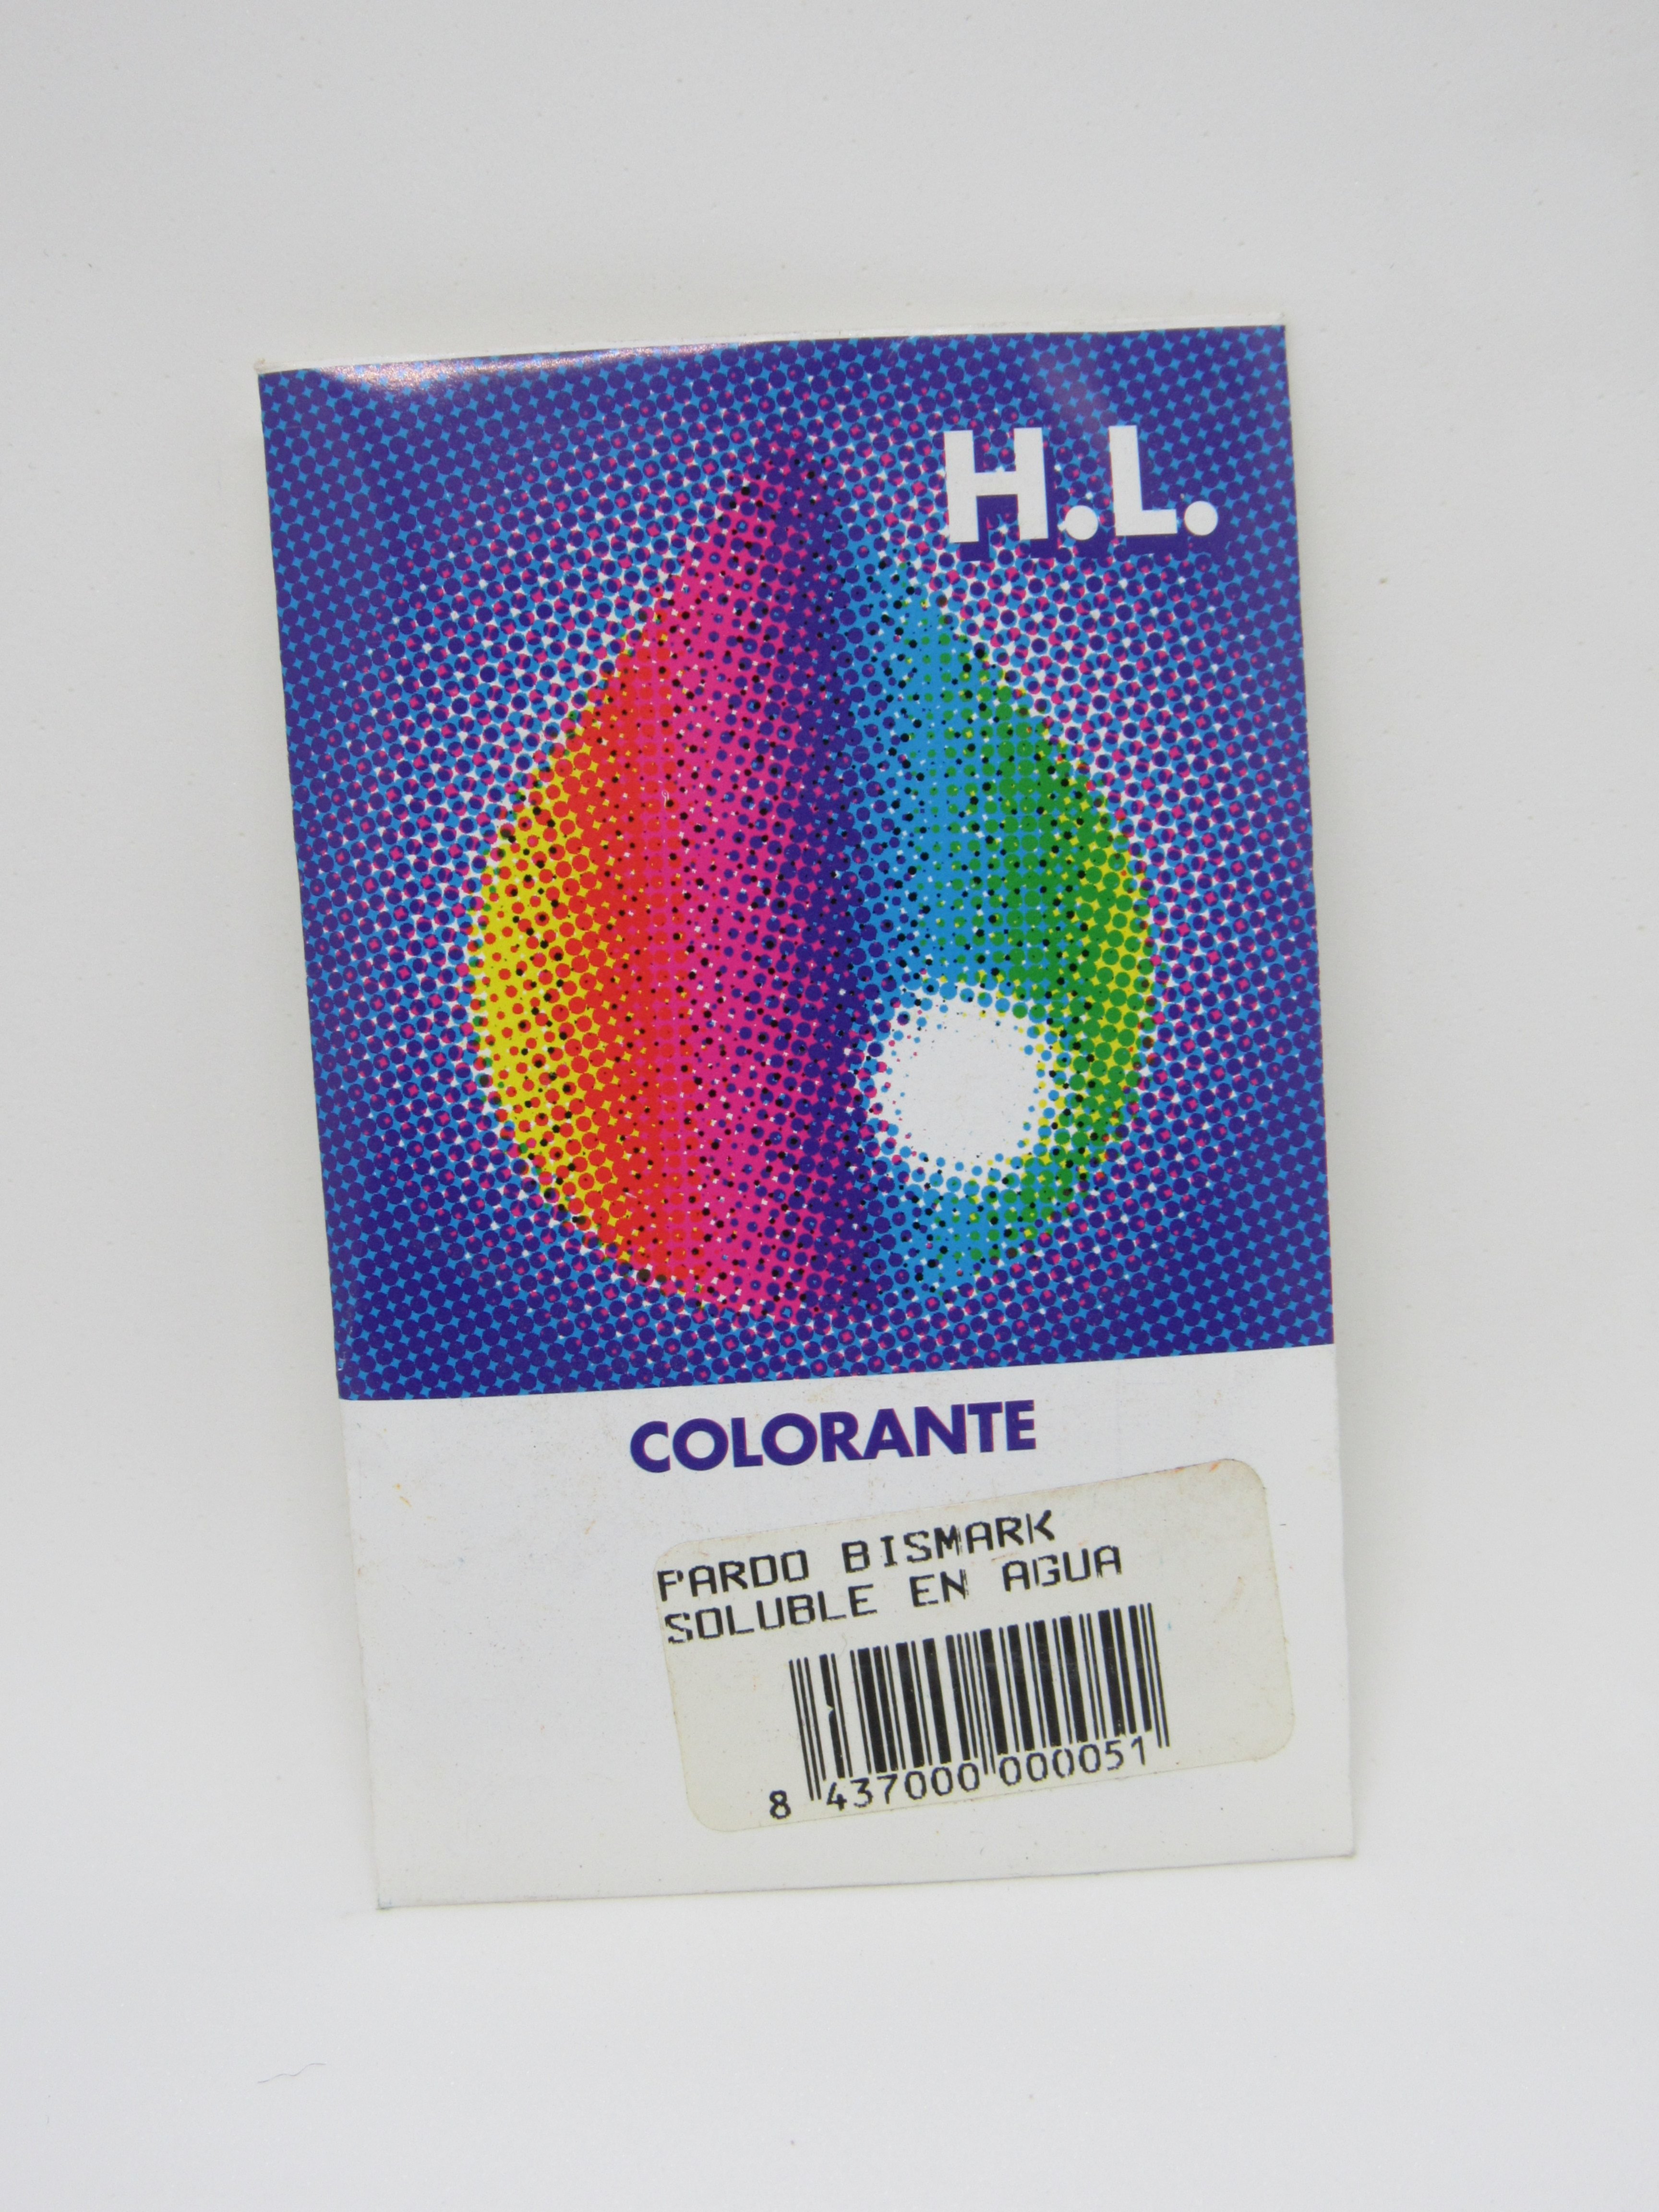 H.L.
COLORANTE
PARDO BISMARK
SOLUBLE EN AGUA
8 437000 000051